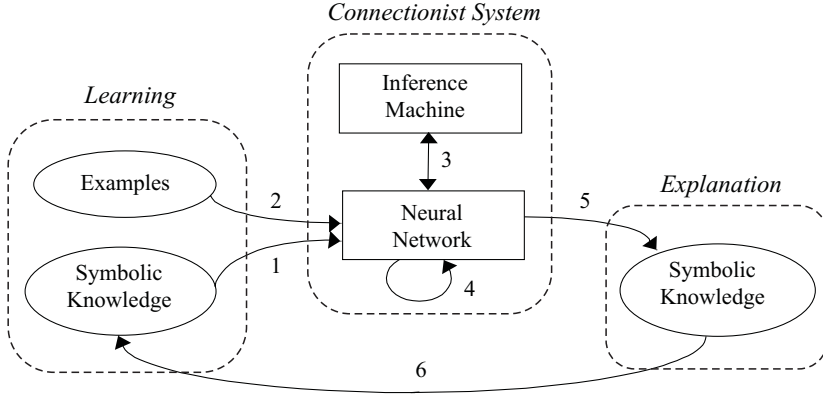 Connectionist System
Inference
Machine
Learning
3
Examples
2
5
Explanation
Neural
Network
1
Symbolic
Knowledge
4
Symbolic
Knowledge
6